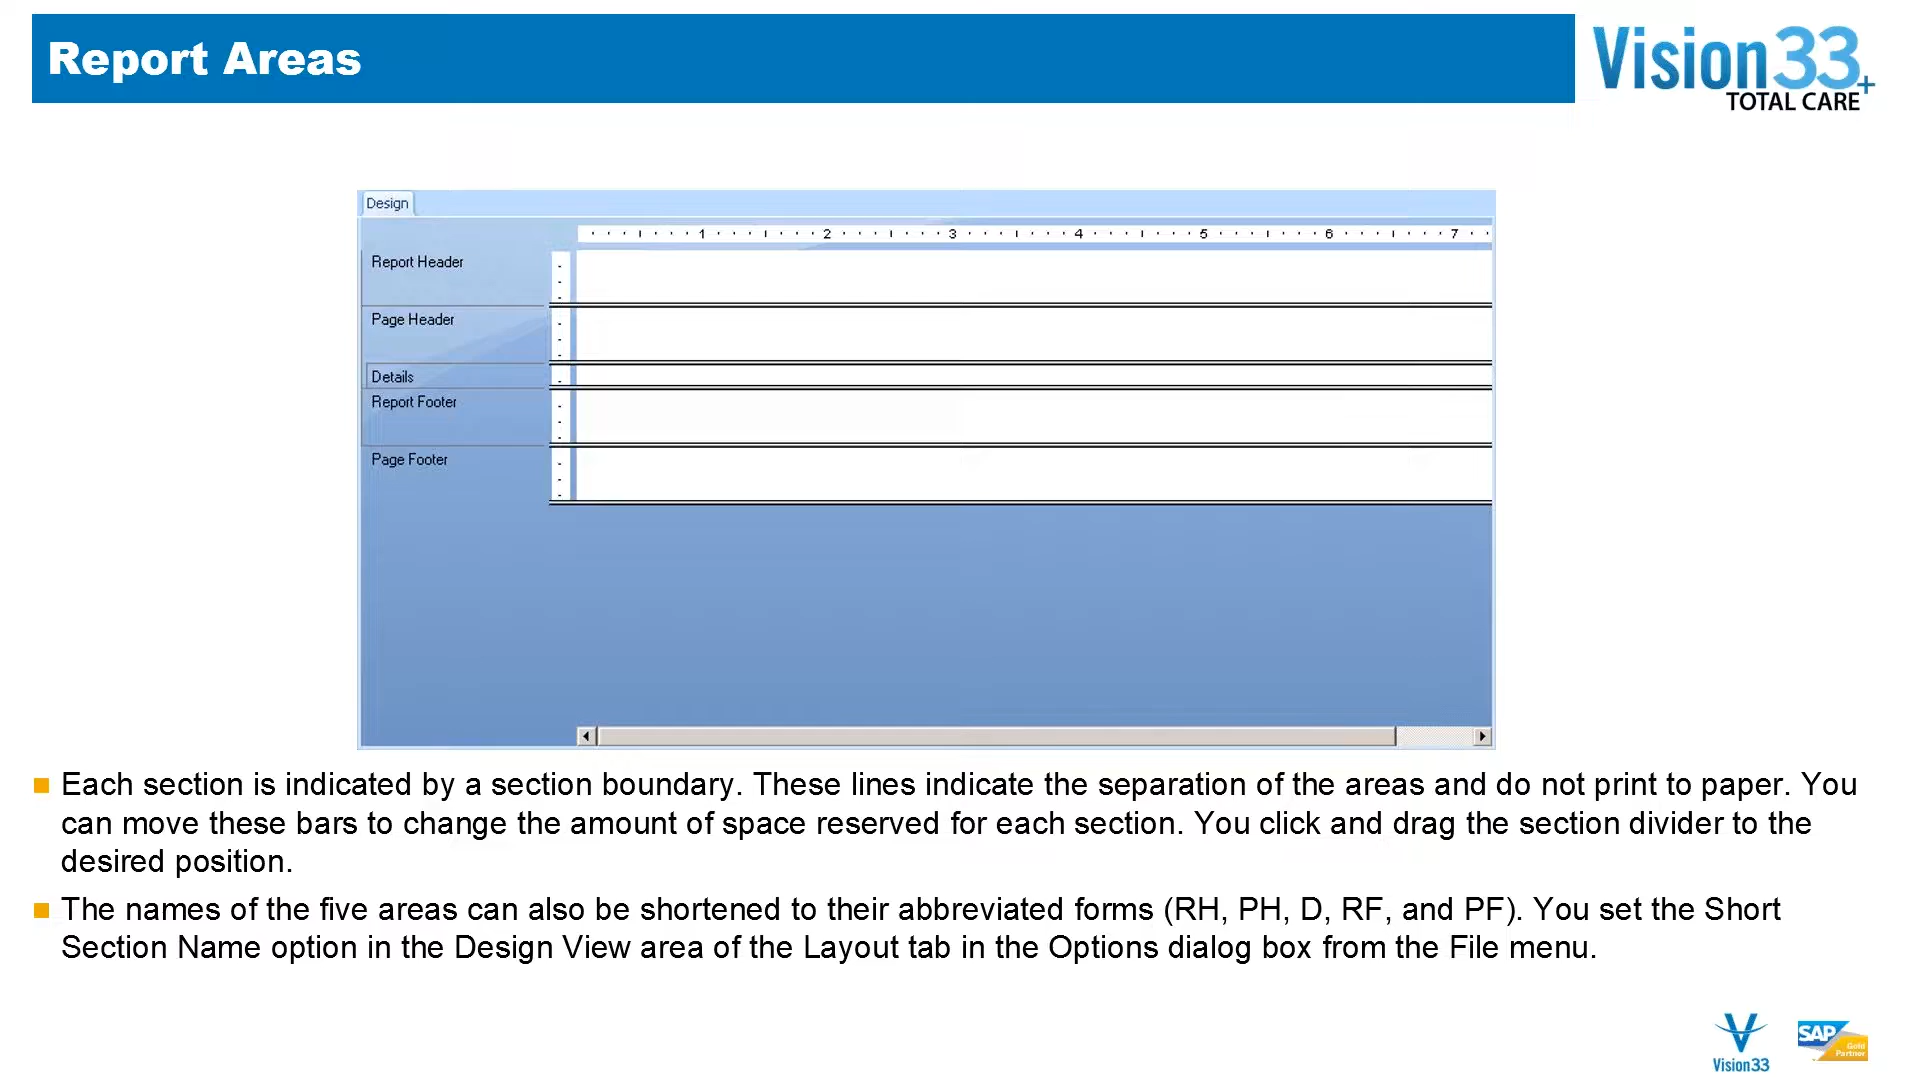 Report Areas
Vision33+
TOTAL CARE
Design
1 2 3 4 5 6 7
Report Header
Page Header
Details
Report Footer
Page Footer
Each section is indicated by a section boundary. These lines indicate the separation of the areas and do not print to paper. You
can move these bars to change the amount of space reserved for each section. You click and drag the section divider to the
desired position.
The names of the five areas can also be shortened to their abbreviated forms (RH, PH, D, RF, and PF). You set the Short
Section Name option in the Design View area of the Layout tab in the Options dialog box from the File menu.
Vision33
SAP
Gold
Partner